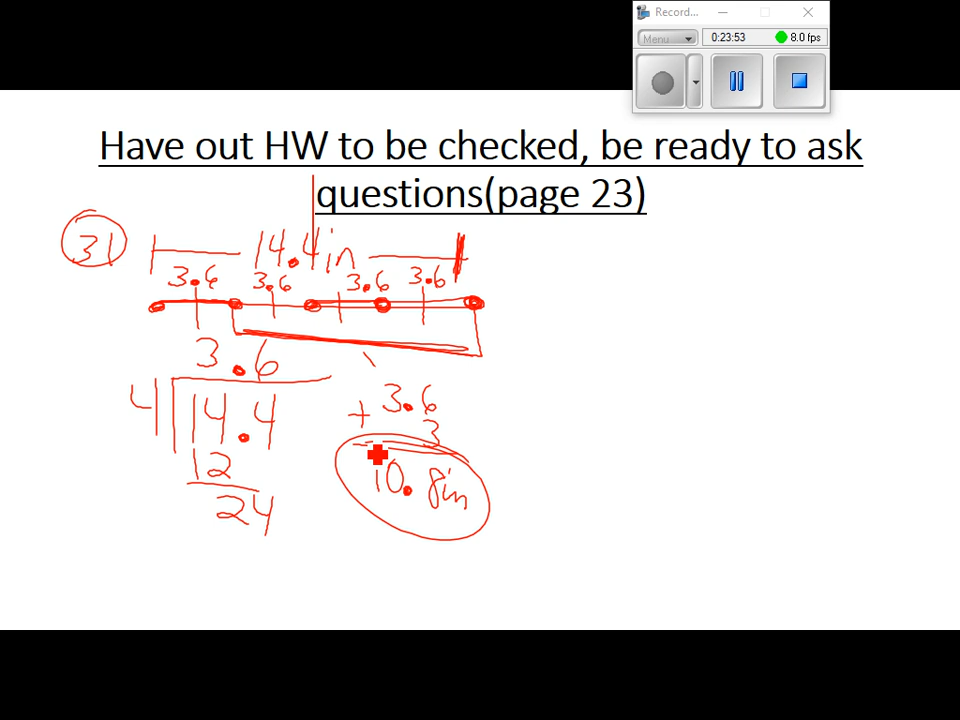 Record...
Menu
0:23:53
8.0 fps
Have out HW to be checked, be ready to ask
questions(page 23)
31
14.4in
3.6 3.6 3.6 3.6
3.6
4 14.4
12
24
3.6
+ 3
10.8in